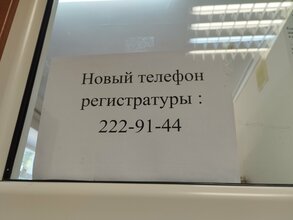 Новый телефон
регистратуры :
222-91-44